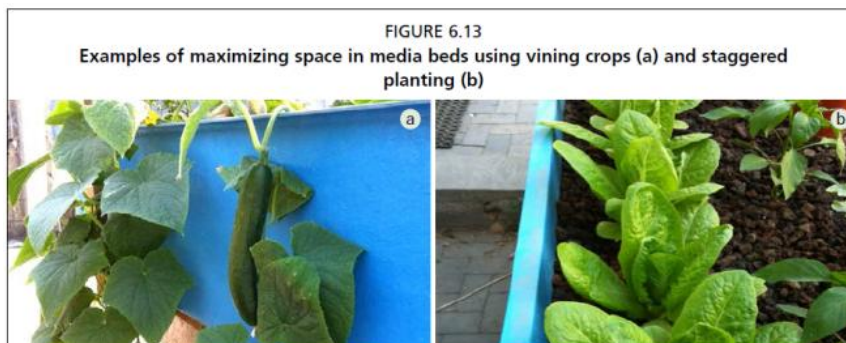 FIGURE 6.13
Examples of maximizing space in media beds using vining crops (a) and staggered
planting (b)
a
b